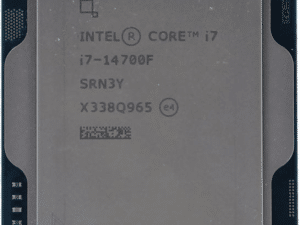 INTEL® CORE™ i7
i7-14700F
SRN3Y
X338Q965 e4